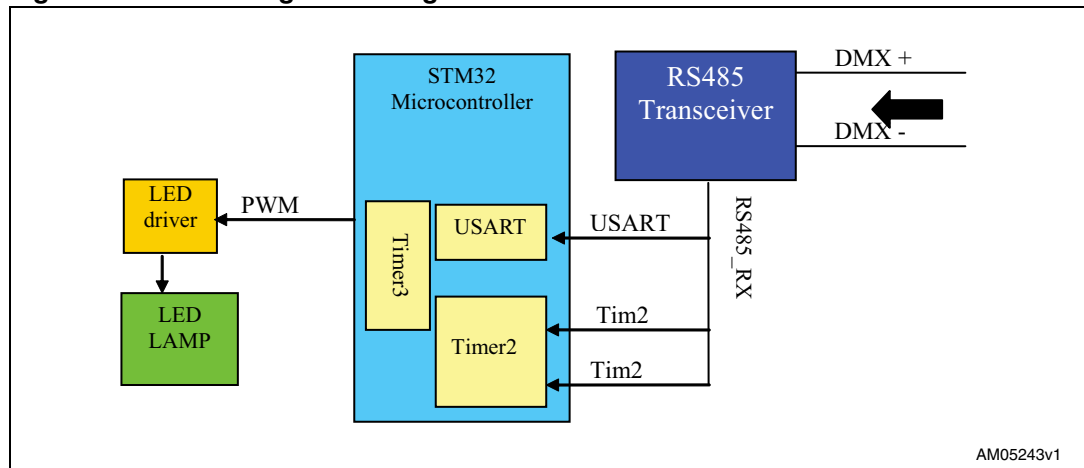 STM32
Microcontroller
RS485
Transceiver
DMX +
DMX -
LED
driver
PWM
Timer3
USART
USART
RS485_RX
LED
LAMP
Timer2
Tim2
Tim2
AM05243v1